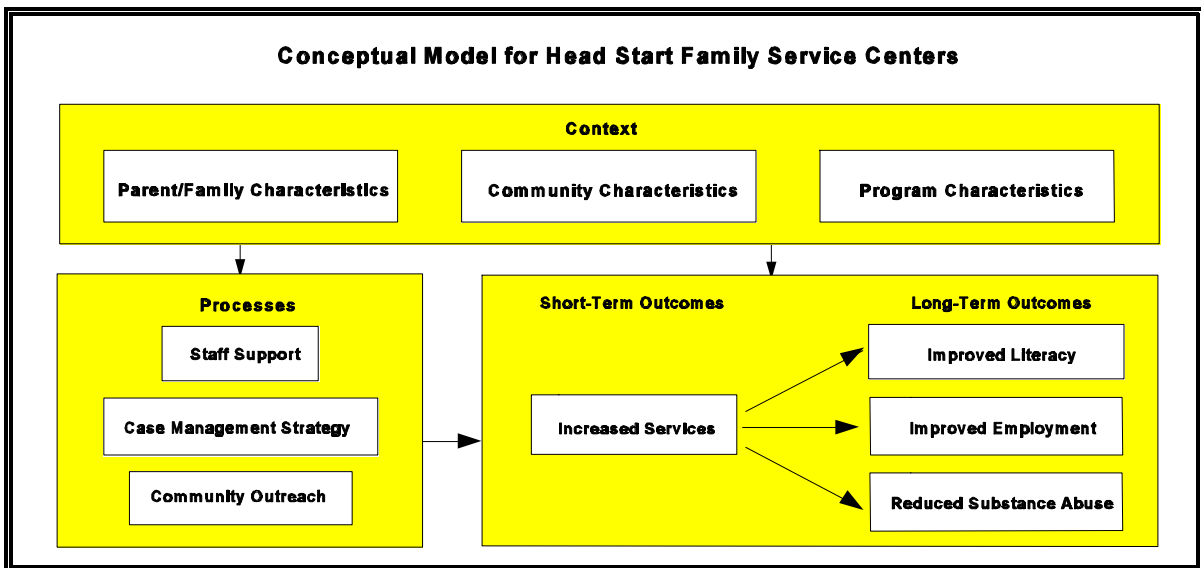 Conceptual Model for Head Start Family Service Centers
Context
Parent/Family Characteristics
Community Characteristics
Program Characteristics
Processes
Staff Support
Case Management Strategy
Community Outreach
Short-Term Outcomes
Increased Services
Long-Term Outcomes
Improved Literacy
Improved Employment
Reduced Substance Abuse